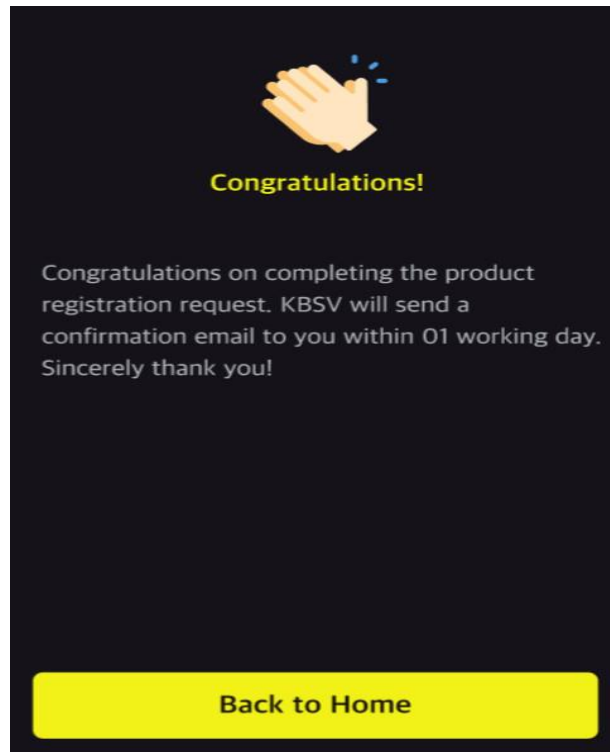 Congratulations!
Congratulations on completing the product
registration request. KBSV will send a
confirmation email to you within 01 working day.
Sincerely thank you!
Back to Home